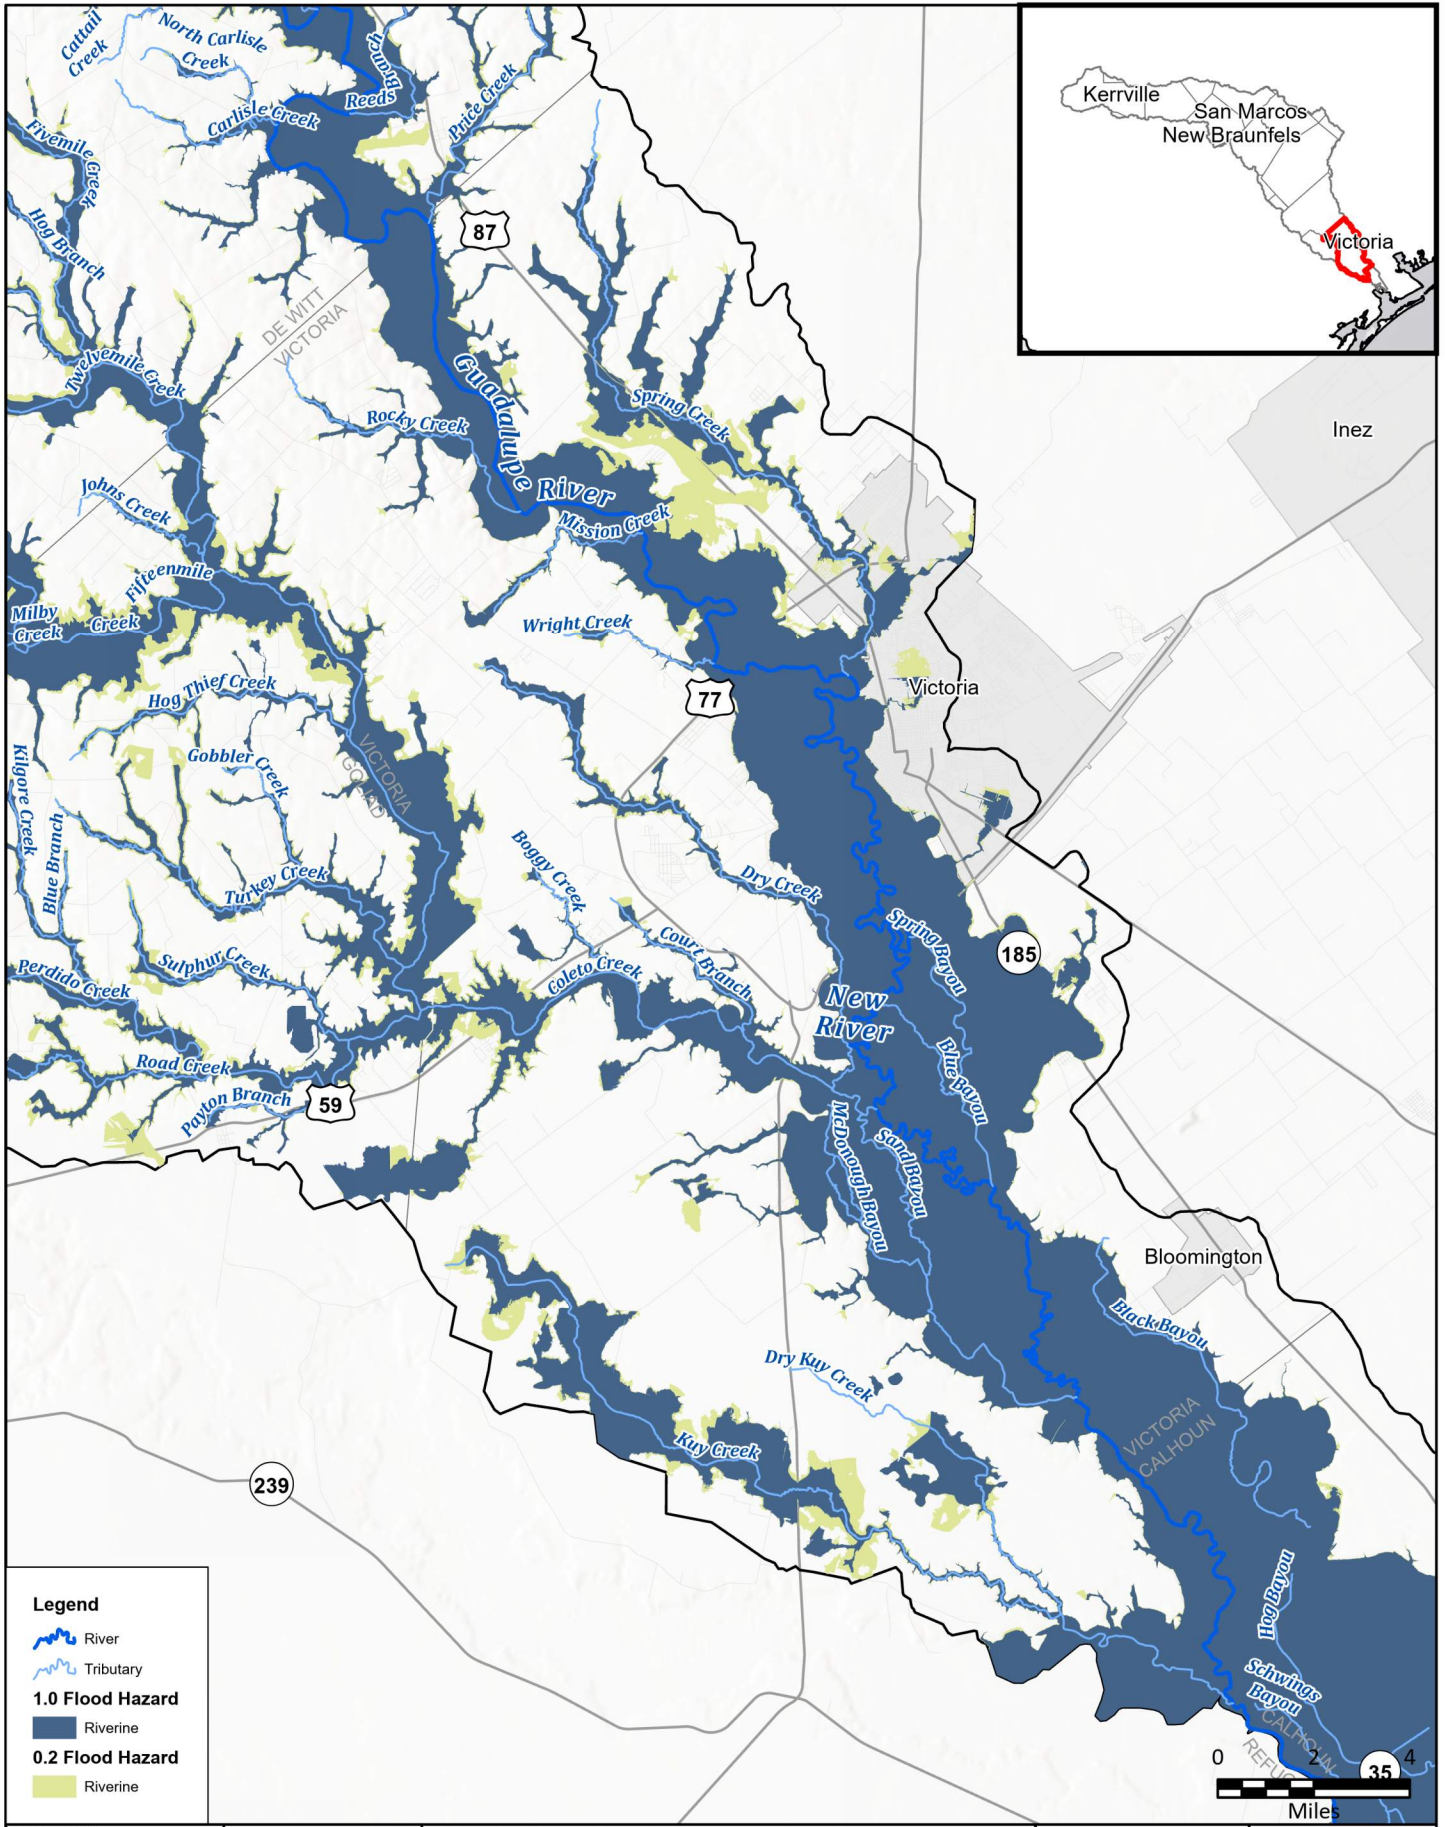 Cattail
Creek
North Carlisle
Creek
Reeds
Branch
Price Creek
Carlisle Creek
Fivemile Creek
Hog Branch
87
DE WITT
VICTORIA
Twelvemile Creek
Guadalupe
River
Rocky Creek
Spring Creek
Johns Creek
Mission Creek
Fifteenmile
Creek
Milby
Creek
Wright Creek
Hog Thief Creek
77
Victoria
Inez
Kilgore Creek
Gobbler Creek
VICTORIA
GOLIAD
Blue Branch
Boggy Creek
Turkey Creek
Dry Creek
Court Branch
Spring Bayou
185
Perdido Creek
Sulphur Creek
Coleto Creek
New
River
Blue Bayou
Road Creek
Payton Branch
59
McDonough Bayou
Sand Bayou
Bloomington
Black Bayou
Dry Kuy Creek
Kuy Creek
VICTORIA
CALHOUN
239
Hog Bayou
Schwings
Bayou
CALHOUN
REFUG
35
0 2 4
Miles
Kerrville
San Marcos
New Braunfels
Victoria
Legend
River
Tributary
1.0 Flood Hazard
Riverine
0.2 Flood Hazard
Riverine